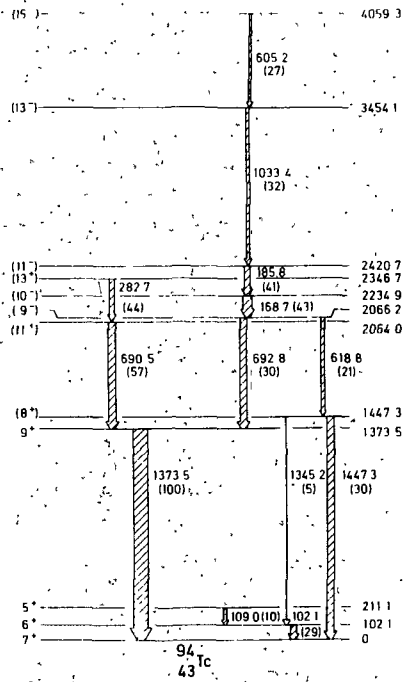 (15⁻) 4059 3
605 2
(27)
(13⁻) 3454 1
1033 4
(32)
(11⁻) 2420 7
(13⁺) 185.8 2346 7
282 7 (41)
(10⁻) 2234 9
(9⁻) (44) 168 7 (43) 2066 2
(11⁺) 2064 0
690 5 692 8 618 8
(57) (30) (21)
(8⁺) 1447 3
9⁺ 1373 5
1373 5 1345 2 1447 3
(100) (5) (30)
5⁺ 211 1
109 0 (10) 102 1
6⁺ 102 1
(29)
7⁺ 0
94
43 Tc